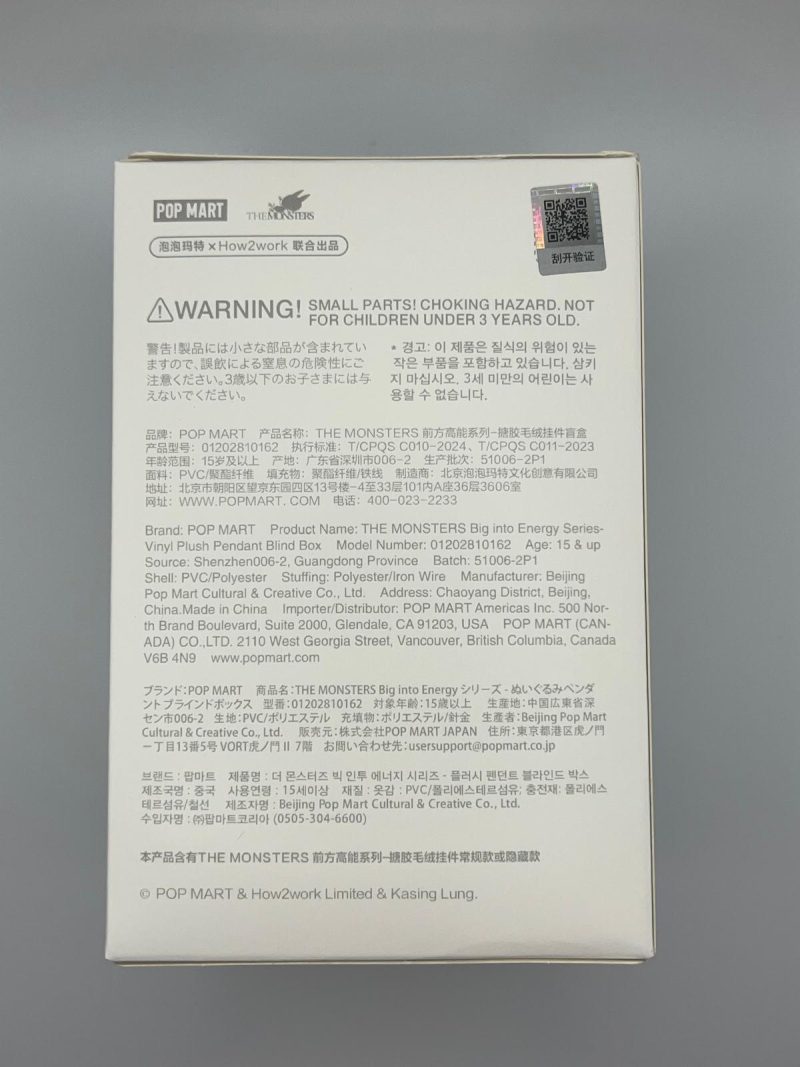 POP MART
THE MONSTERS
泡泡玛特 × How2work 联合出品
刮开验证
WARNING! SMALL PARTS! CHOKING HAZARD. NOT
FOR CHILDREN UNDER 3 YEARS OLD.
警告!製品には小さな部品が含まれてい
ますので、誤飲による窒息の危険性にご
注意ください。3歳以下のお子さまには与
えないでください。
* 경고: 이 제품은 질식의 위험이 있는
작은 부품을 포함하고 있습니다. 삼키
지 마십시오. 3세 미만의 어린이는 사
용할 수 없습니다.
品牌: POP MART 产品名称: THE MONSTERS 前方高能系列-搪胶毛绒挂件盲盒
产品型号: 01202810162 执行标准: T/CPQS C010-2024、T/CPQS C011-2023
年龄范围: 15岁及以上 产地: 广东省深圳市006-2 生产批次: 51006-2P1
面料: PVC/聚酯纤维 填充物: 聚酯纤维/铁线 制造商: 北京泡泡玛特文化创意有限公司
地址: 北京市朝阳区望京东园四区13号楼-4至33层101内A座36层3606室
网址: WWW.POPMART.COM 电话: 400-023-2233
Brand: POP MART Product Name: THE MONSTERS Big into Energy Series-
Vinyl Plush Pendant Blind Box Model Number: 01202810162 Age: 15 & up
Source: Shenzhen006-2, Guangdong Province Batch: 51006-2P1
Shell: PVC/Polyester Stuffing: Polyester/Iron Wire Manufacturer: Beijing
Pop Mart Cultural & Creative Co., Ltd. Address: Chaoyang District, Beijing,
China.Made in China Importer/Distributor: POP MART Americas Inc. 500 Nor-
th Brand Boulevard, Suite 2000, Glendale, CA 91203, USA POP MART (CAN-
ADA) CO.,LTD. 2110 West Georgia Street, Vancouver, British Columbia, Canada
V6B 4N9 www.popmart.com
ブランド:POP MART 商品名:THE MONSTERS Big into Energy シリーズ - ぬいぐるみペンダ
ント ブラインドボックス 型番:01202810162 対象年齢:15歳以上 生産地:中国広東省深
セン市006-2 生地:PVC/ポリエステル 充填物:ポリエステル/針金 生産者:Beijing Pop Mart
Cultural & Creative Co., Ltd. 販売元:株式会社POP MART JAPAN 住所:東京都港区虎ノ門
一丁目13番5号 VORT虎ノ門 II 7階 お問い合わせ先:usersupport@popmart.co.jp
브랜드 : 팝마트 제품명 : 더 몬스터즈 빅 인투 에너지 시리즈 - 플러시 펜던트 블라인드 박스
제조국명 : 중국 사용연령 : 15세이상 재질 : 옷감 : PVC/폴리에스테르섬유; 충전재: 폴리에스
테르섬유/철선 제조자명 : Beijing Pop Mart Cultural & Creative Co., Ltd.
수입자명 : ㈜팝마트코리아 (0505-304-6600)
本产品含有THE MONSTERS 前方高能系列-搪胶毛绒挂件常规款或隐藏款
© POP MART & How2work Limited & Kasing Lung.